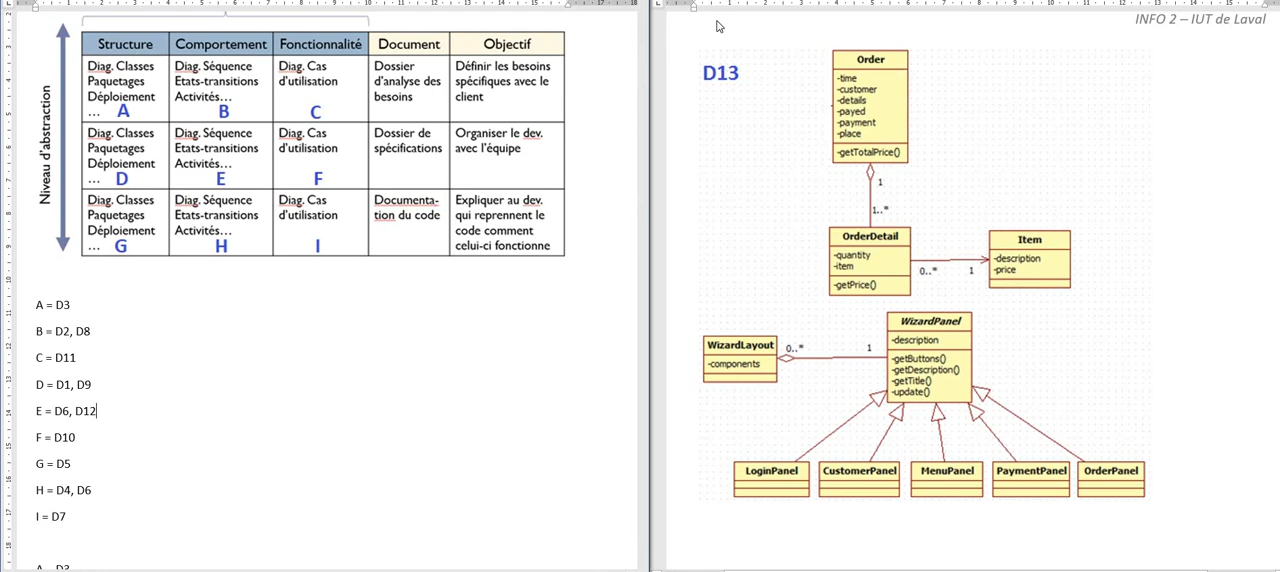 Structure Comportement Fonctionnalité Document Objectif
Diag. Classes Diag. Séquence Diag. Cas Dossier Définir les besoins
Paquetages Etats-transitions d'utilisation d'analyse des spécifiques avec le
Déploiement Activités… besoins client
… A B C
Diag. Classes Diag. Séquence Diag. Cas Dossier de Organiser le dev.
Paquetages Etats-transitions d'utilisation spécifications avec l'équipe
Déploiement Activités…
… D E F
Diag. Classes Diag. Séquence Diag. Cas Documenta- Expliquer au dev.
Paquetages Etats-transitions d'utilisation tion du code qui reprennent le
Déploiement Activités… code comment
… G H I celui-ci fonctionne
Niveau d'abstraction
A = D3
B = D2, D8
C = D11
D = D1, D9
E = D6, D12
F = D10
G = D5
H = D4, D6
I = D7
A = D3
INFO 2 – IUT de Laval
D13
Order
-time
-customer
-details
-payed
-payment
-place
-getTotalPrice()
1
1..*
OrderDetail
-quantity
-item
-getPrice()
0..* 1
Item
-description
-price
WizardPanel
-description
-getButtons()
-getDescription()
-getTitle()
-update()
WizardLayout
-components
0..* 1
LoginPanel CustomerPanel MenuPanel PaymentPanel OrderPanel